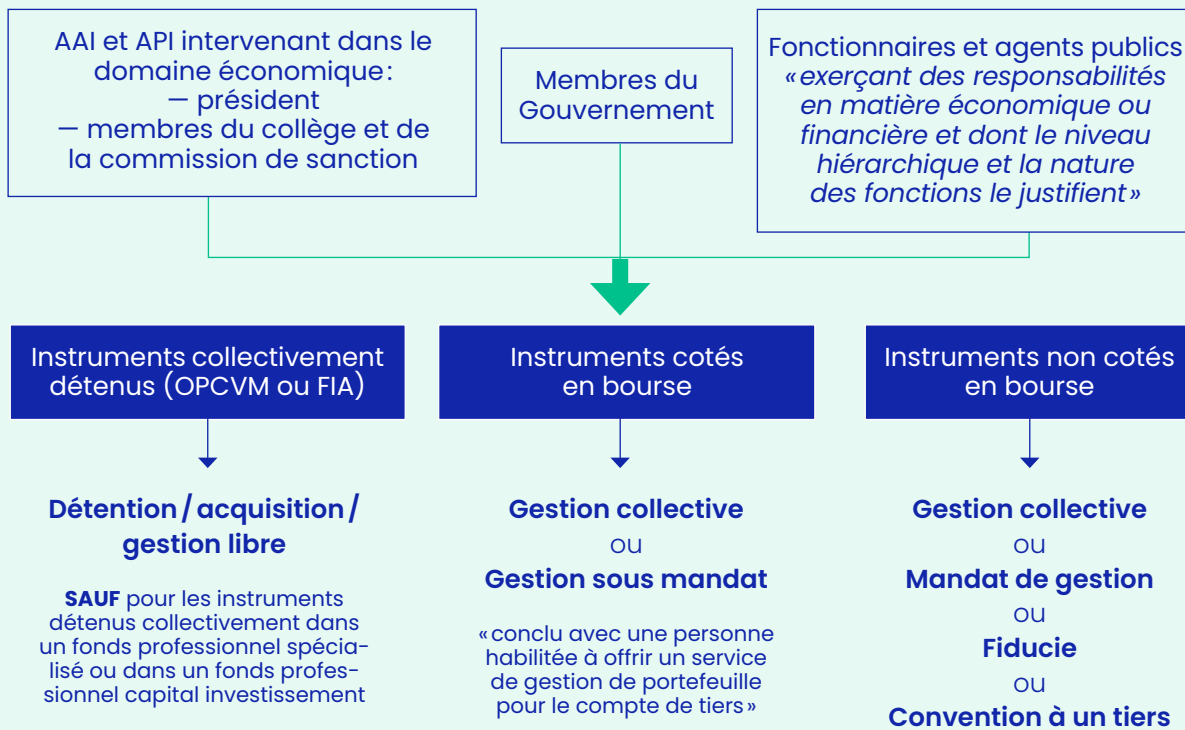 AAI et API intervenant dans le
domaine économique :
— président
— membres du collège et de
la commission de sanction
Membres du
Gouvernement
Fonctionnaires et agents publics
« exerçant des responsabilités
en matière économique ou
financière et dont le niveau
hiérarchique et la nature
des fonctions le justifient »
Instruments collectivement
détenus (OPCVM ou FIA)
Instruments cotés
en bourse
Instruments non cotés
en bourse
Détention / acquisition /
gestion libre
SAUF pour les instruments
détenus collectivement dans
un fonds professionnel spécia-
lisé ou dans un fonds profes-
sionnel capital investissement
Gestion collective
ou
Gestion sous mandat
« conclu avec une personne
habilitée à offrir un service
de gestion de portefeuille
pour le compte de tiers »
Gestion collective
ou
Mandat de gestion
ou
Fiducie
ou
Convention à un tiers